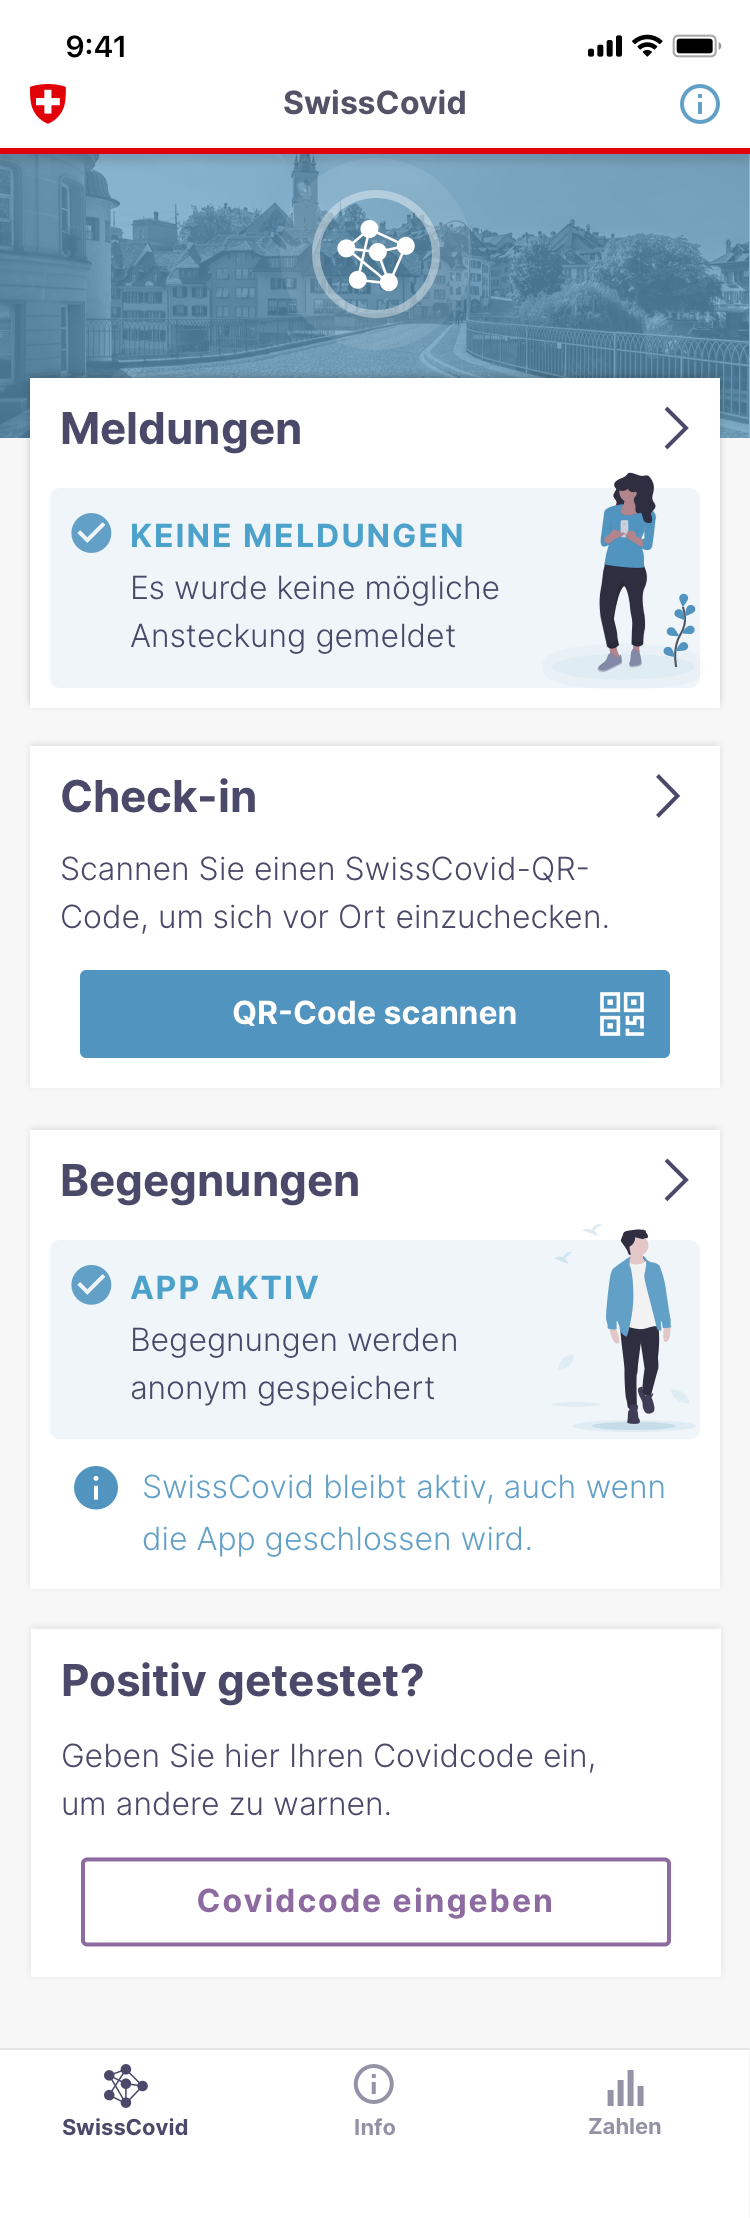 9:41
SwissCovid
Meldungen
KEINE MELDUNGEN
Es wurde keine mögliche
Ansteckung gemeldet
Check-in
Scannen Sie einen SwissCovid-QR-
Code, um sich vor Ort einzuchecken.
QR-Code scannen
Begegnungen
APP AKTIV
Begegnungen werden
anonym gespeichert
SwissCovid bleibt aktiv, auch wenn
die App geschlossen wird.
Positiv getestet?
Geben Sie hier Ihren Covidcode ein,
um andere zu warnen.
Covidcode eingeben
SwissCovid Info Zahlen